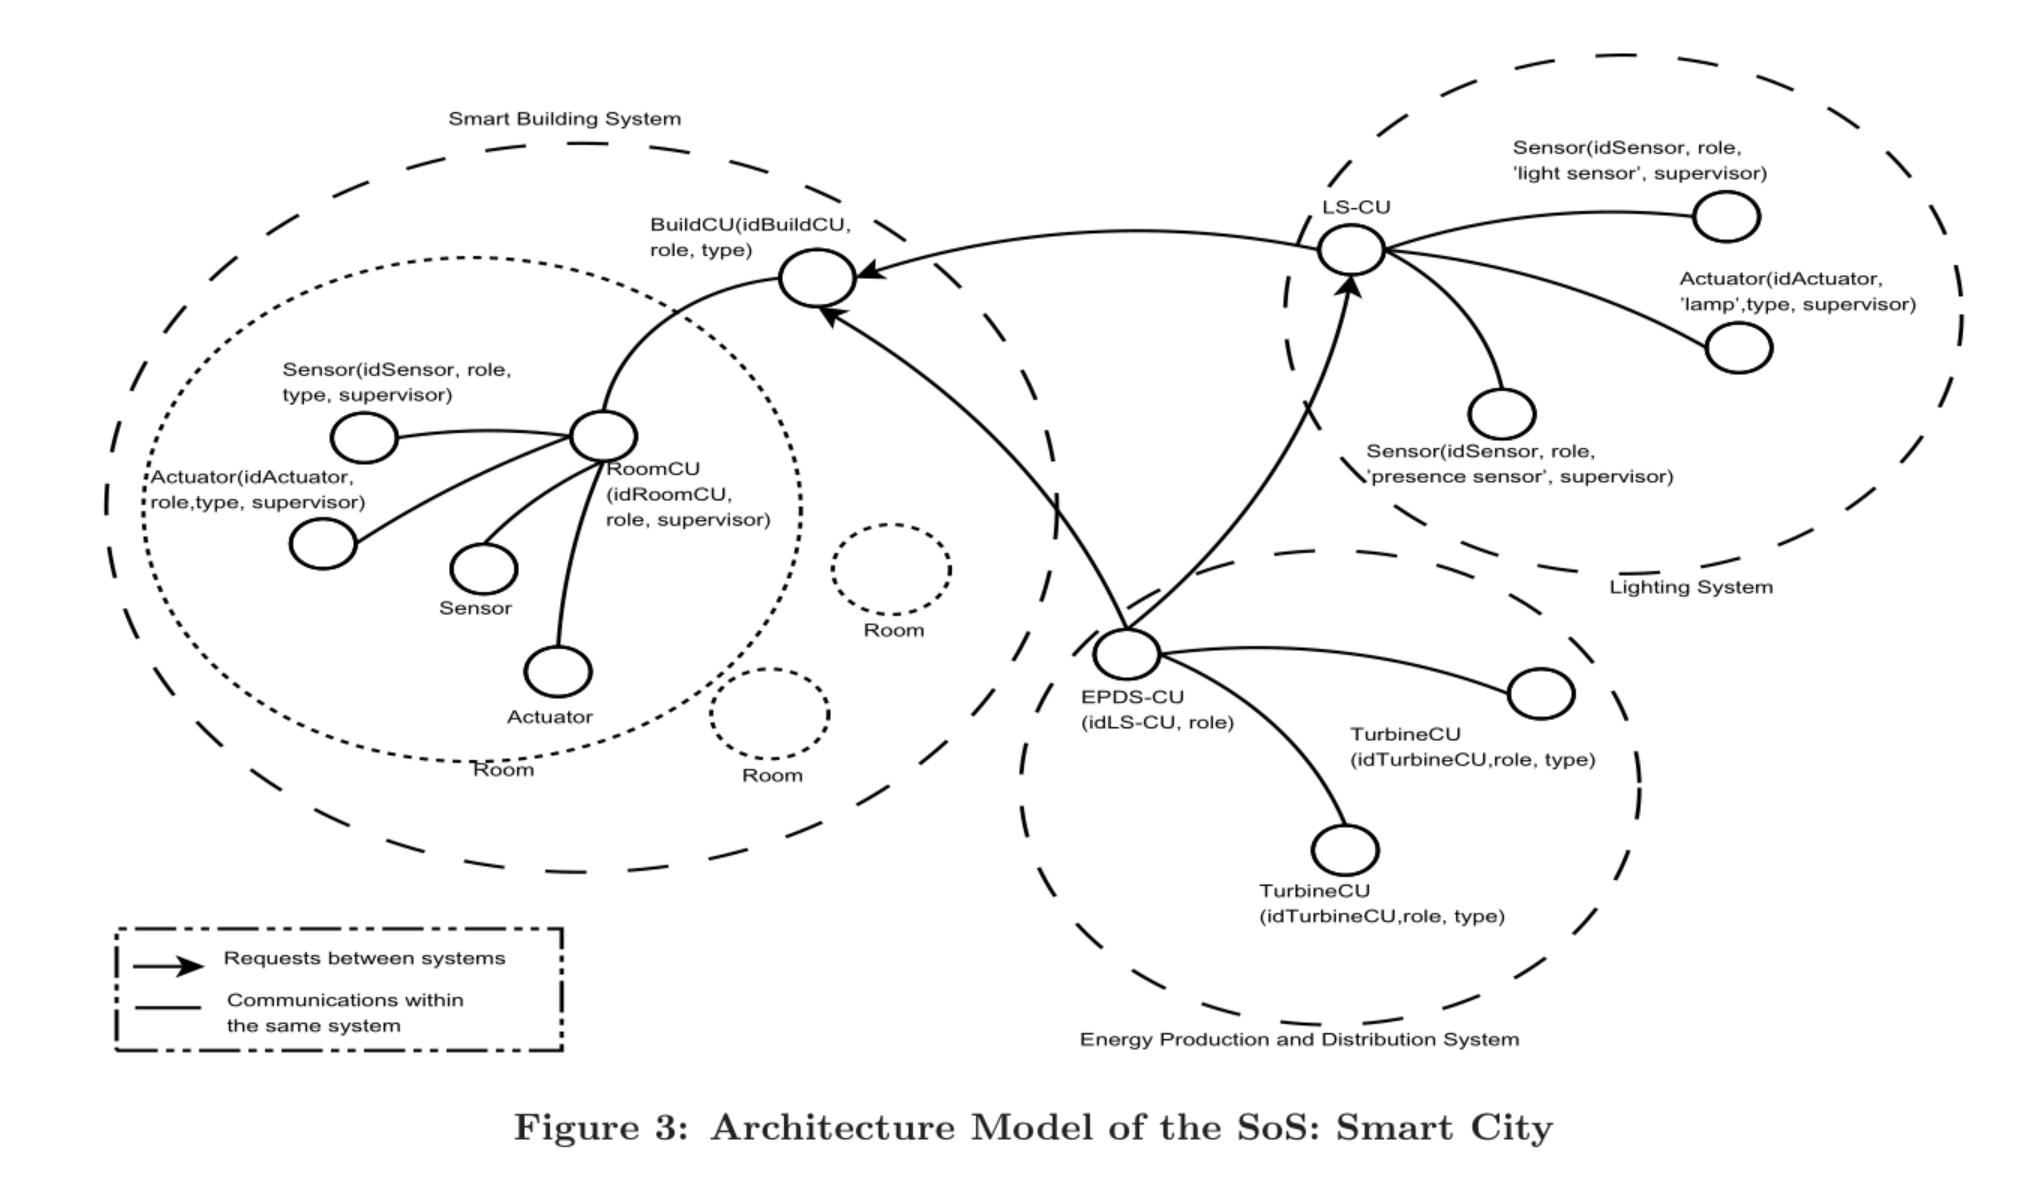 Smart Building System
BuildCU(idBuildCU,
role, type)
Sensor(idSensor, role,
type, supervisor)
Actuator(idActuator,
role,type, supervisor)
RoomCU
(idRoomCU,
role, supervisor)
Sensor
Actuator
Room
Room
Room
LS-CU
Sensor(idSensor, role,
'light sensor', supervisor)
Actuator(idActuator,
'lamp',type, supervisor)
Sensor(idSensor, role,
'presence sensor', supervisor)
Lighting System
EPDS-CU
(idLS-CU, role)
TurbineCU
(idTurbineCU,role, type)
TurbineCU
(idTurbineCU,role, type)
Energy Production and Distribution System
Requests between systems
Communications within
the same system
Figure 3: Architecture Model of the SoS: Smart City